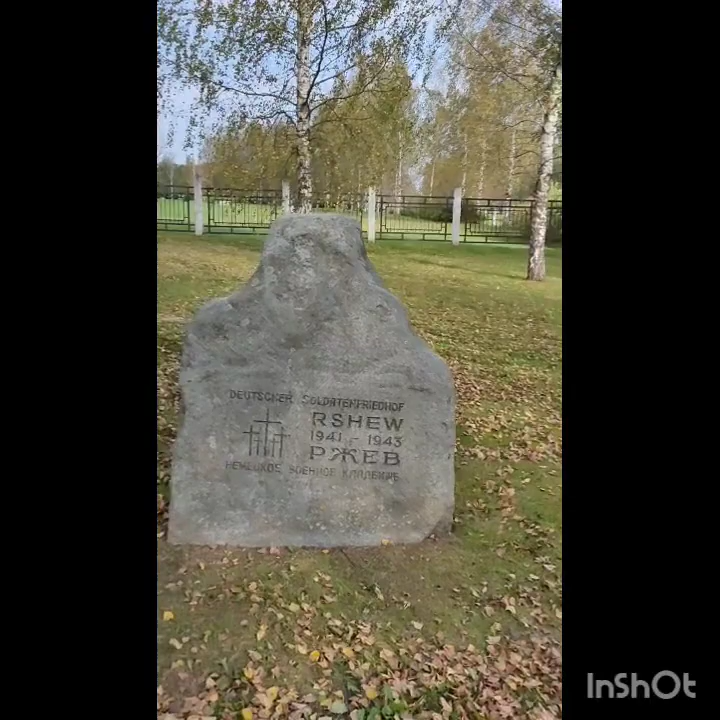 DEUTSCHER SOLDATENFRIEDHOF
RSHEW
1941 - 1943
РЖЕВ
НЕМЕЦКОЕ ВОЕННОЕ КЛАДБИЩЕ
InShOt